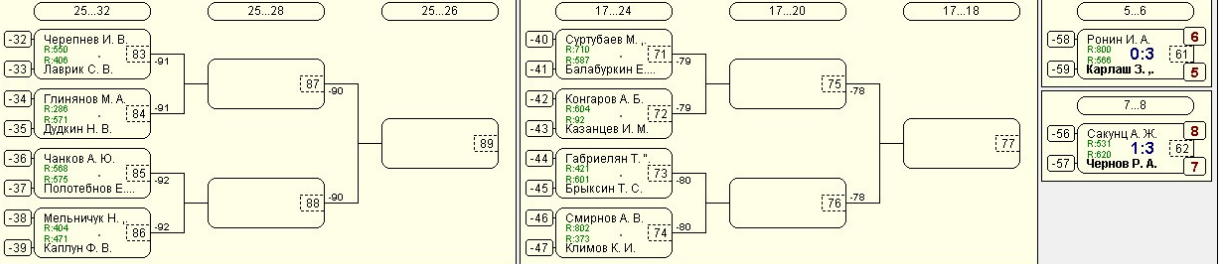 25...32 25...28 25...26
-32 Черепнев И. В.
R:550
R:406 83 -91
-33 Лаврик С. В.
87 -90
-34 Глинянов М. А.
R:286
R:571 84 -91
-35 Дудкин Н. В.
89
-36 Чанков А. Ю.
R:568
R:575 85 -92
-37 Полотебнов Е....
88 -90
-38 Мельничук Н. ,.
R:404
R:471 86 -92
-39 Каплун Ф. В.
17...24 17...20 17...18
-40 Суртубаев М. ,.
R:710
R:587 71 -79
-41 Балабуркин Е....
75 -78
-42 Конгаров А. Б.
R:604
R:92 72 -79
-43 Казанцев И. М.
77
-44 Габриелян Т. ".
R:421
R:601 73 -80
-45 Брыксин Т. С.
76 -78
-46 Смирнов А. В.
R:802
R:373 74 -80
-47 Климов К. И.
5...6
-58 Ронин И. А. 6
R:800
R:566 0:3 61
-59 Карлаш З. ,. 5
7...8
-56 Сакунц А. Ж. 8
R:531
R:620 1:3 62
-57 Чернов Р. А. 7